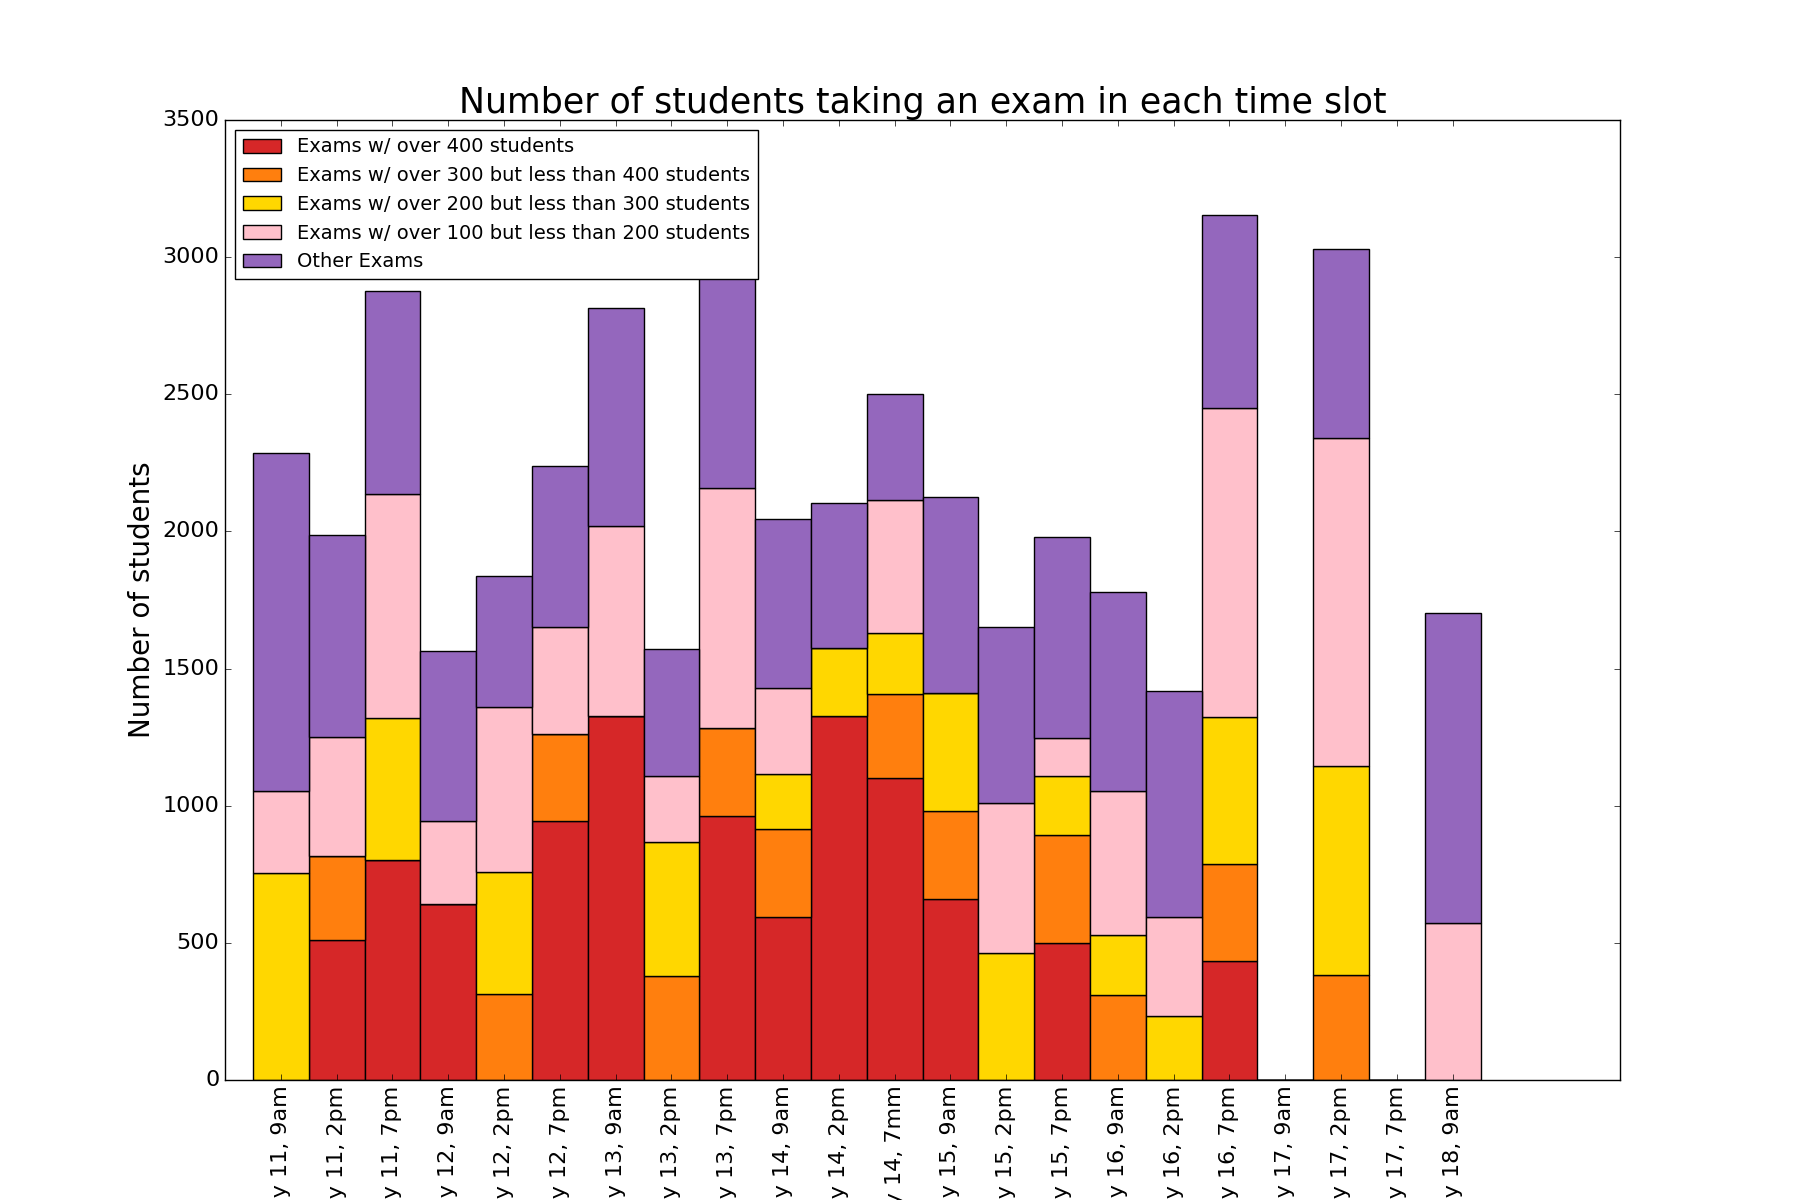 Number of students taking an exam in each time slot
3500
3000
2500
2000
1500
1000
500
0
Number of students
Exams w/ over 400 students
Exams w/ over 300 but less than 400 students
Exams w/ over 200 but less than 300 students
Exams w/ over 100 but less than 200 students
Other Exams
y 11, 9am
y 11, 2pm
y 11, 7pm
y 12, 9am
y 12, 2pm
y 12, 7pm
y 13, 9am
y 13, 2pm
y 13, 7pm
y 14, 9am
y 14, 2pm
y 14, 7mm
y 15, 9am
y 15, 2pm
y 15, 7pm
y 16, 9am
y 16, 2pm
y 16, 7pm
y 17, 9am
y 17, 2pm
y 17, 7pm
y 18, 9am